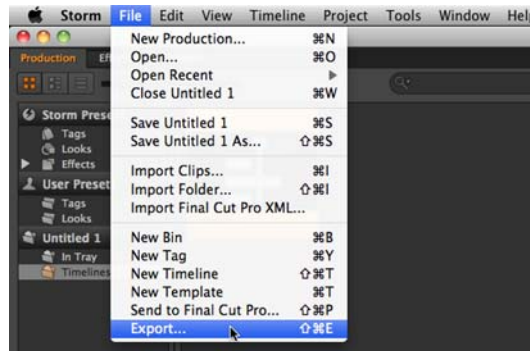 Storm File Edit View Timeline Project Tools Window Help
New Production... ⌘N
Open... ⌘O
Open Recent ▶
Close Untitled 1 ⌘W
Save Untitled 1 ⌘S
Save Untitled 1 As... ⇧⌘S
Import Clips... ⌘I
Import Folder... ⇧⌘I
Import Final Cut Pro XML...
New Bin ⌘B
New Tag ⌘Y
New Timeline ⇧⌘T
New Template ⌘T
Send to Final Cut Pro... ⇧⌘P
Export... ⇧⌘E
Production Eff
Storm Prese
Tags
Looks
Effects
User Preset
Tags
Looks
Untitled 1
In Tray
Timelines